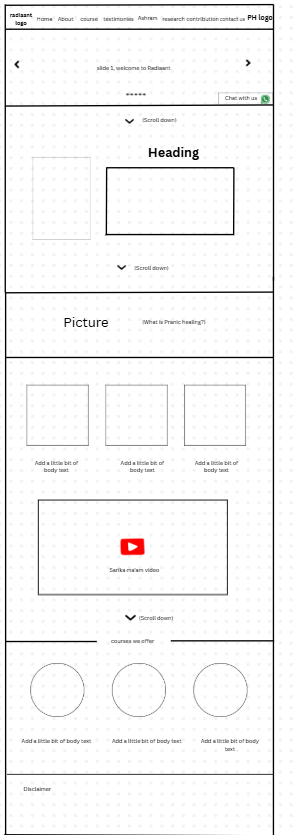 radiaant
logo
Home About course testimonies Ashram research contribution contact us PH logo
slide 1, welcome to Radiaant
Chat with us
(Scroll down)
Heading
(Scroll down)
Picture (What is Pranic healing?)
Add a little bit of
body text
Add a little bit of
body text
Add a little bit of
body text
Sarika ma'am video
(Scroll down)
courses we offer
Add a little bit of body text
Add a little bit of body text
Add a little bit of body
text
Disclaimer